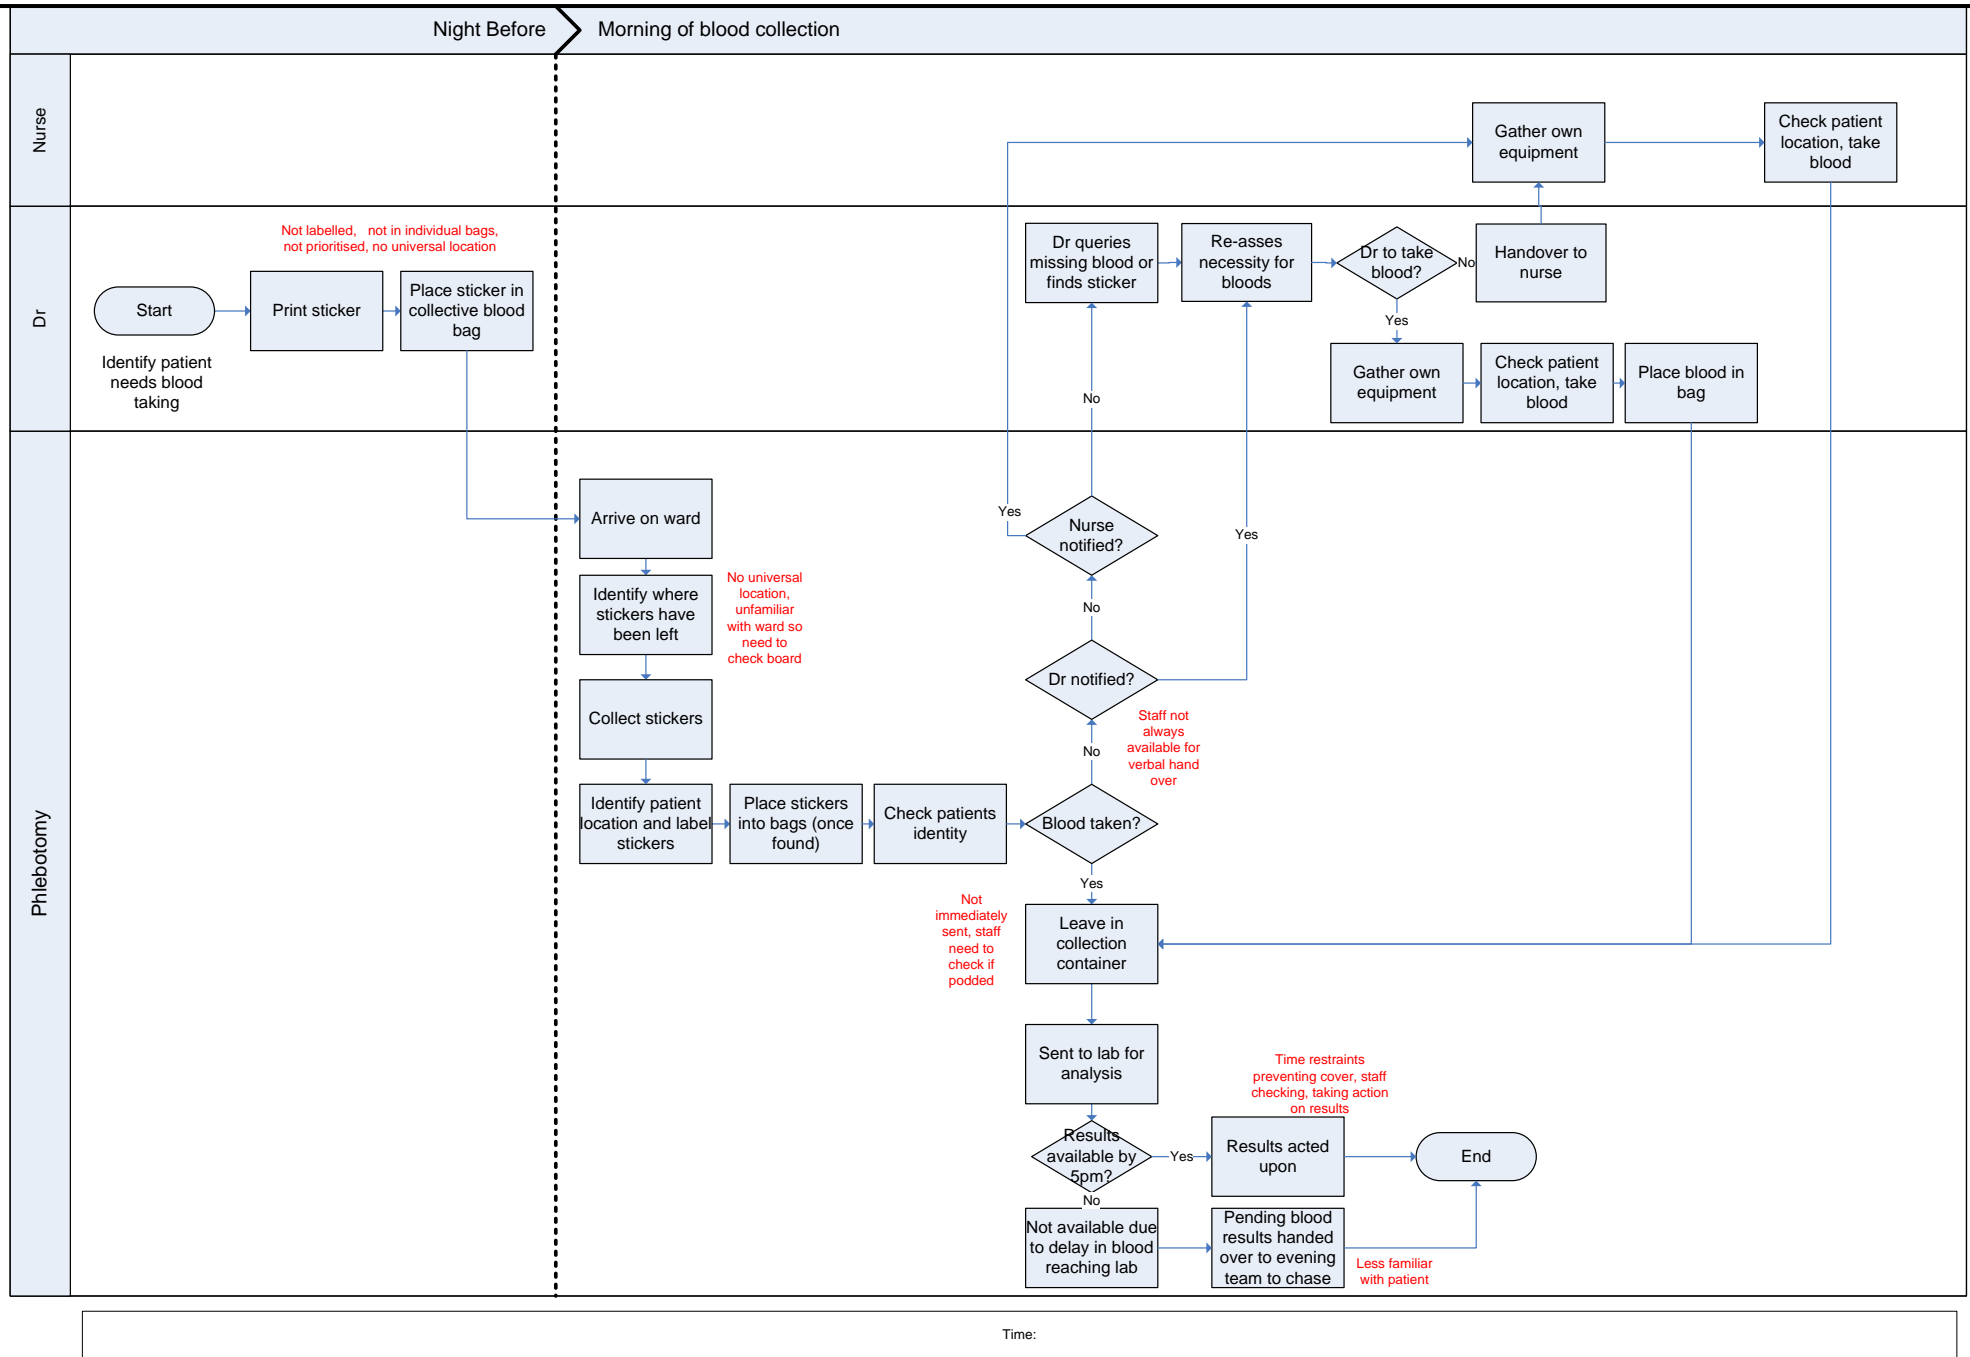 Night Before
Morning of blood collection
Nurse
Gather own
equipment
Check patient
location, take
blood
Dr
Not labelled, not in individual bags,
not prioritised, no universal location
Start
Print sticker
Place sticker in
collective blood
bag
Identify patient
needs blood
taking
Dr queries
missing blood or
finds sticker
Re-asses
necessity for
bloods
Dr to take
blood?
No
Handover to
nurse
Yes
Gather own
equipment
Check patient
location, take
blood
Place blood in
bag
No
Phlebotomy
Arrive on ward
Yes
Nurse
notified?
Yes
Identify where
stickers have
been left
No universal
location,
unfamiliar
with ward so
need to
check board
No
Collect stickers
Dr notified?
No
Staff not
always
available for
verbal hand
over
Identify patient
location and label
stickers
Place stickers
into bags (once
found)
Check patients
identity
Blood taken?
Yes
Not
immediately
sent, staff
need to
check if
podded
Leave in
collection
container
Sent to lab for
analysis
Time restraints
preventing cover, staff
checking, taking action
on results
Results
available by
5pm?
Yes
Results acted
upon
End
No
Not available due
to delay in blood
reaching lab
Pending blood
results handed
over to evening
team to chase
Less familiar
with patient
Time: